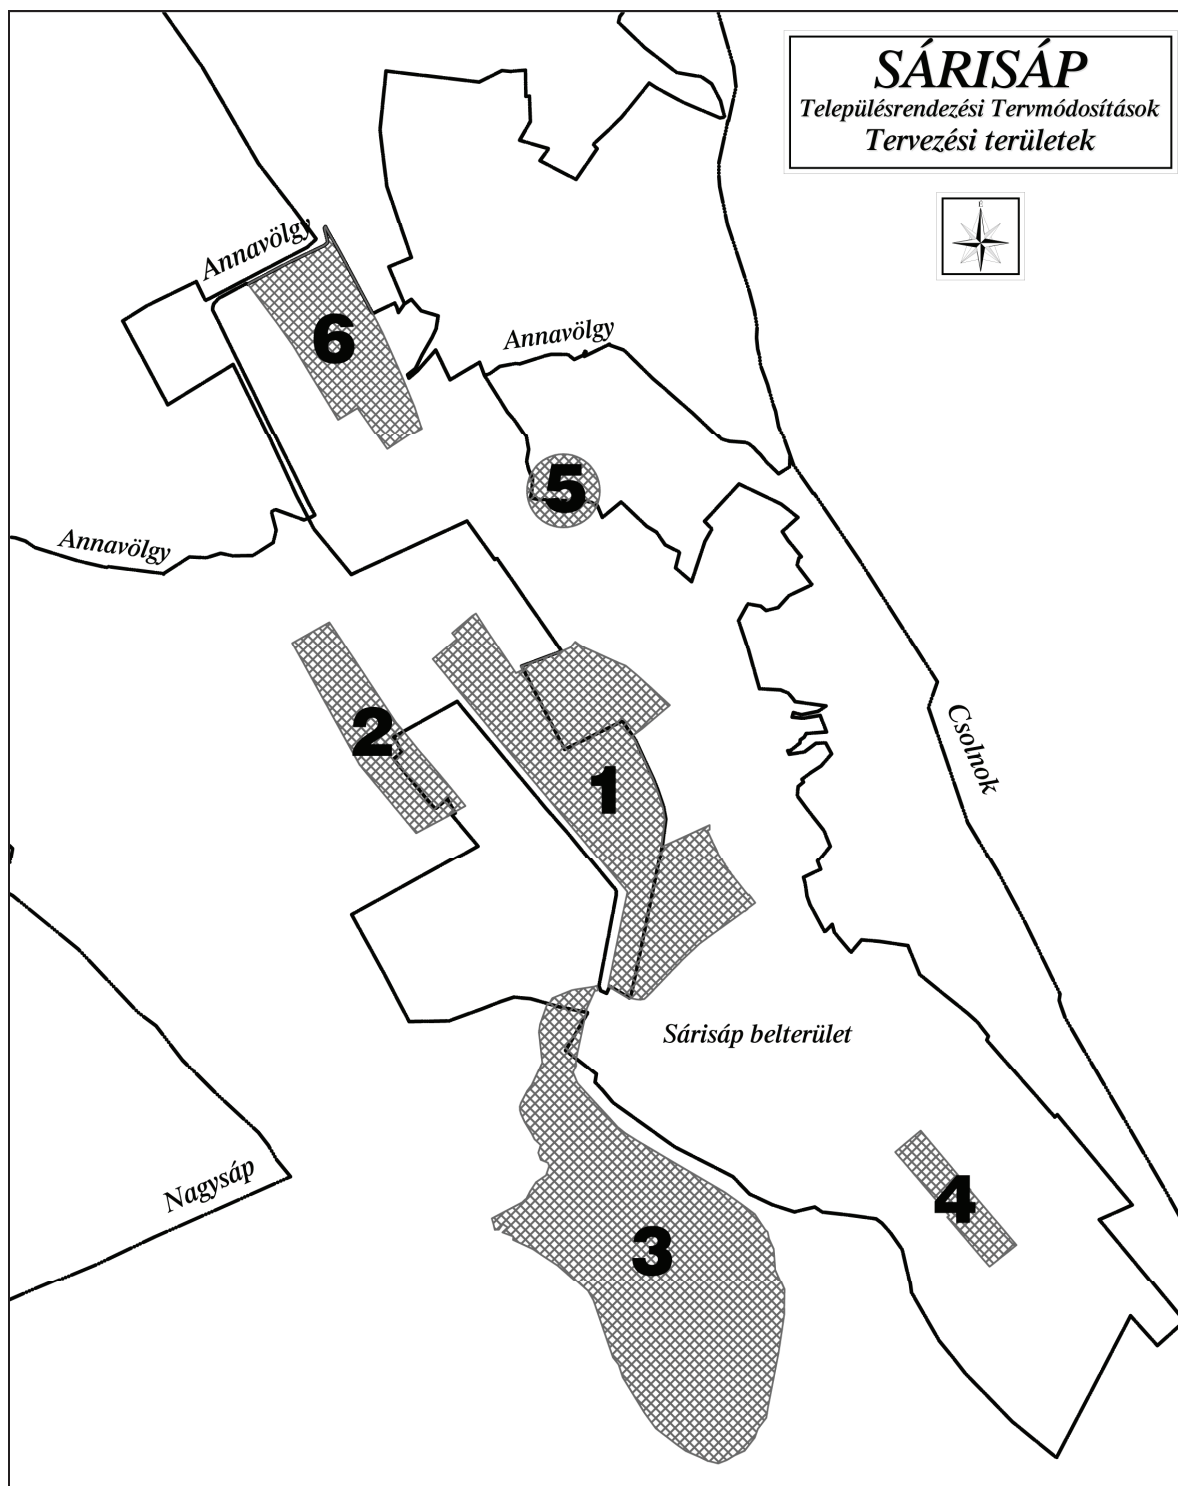 SÁRISÁP
Településrendezési Tervmódosítások
Tervezési területek
É
Annavölgy
6
Annavölgy
5
Annavölgy
2
1
Csolnok
Sárisáp belterület
Nagysáp
4
3